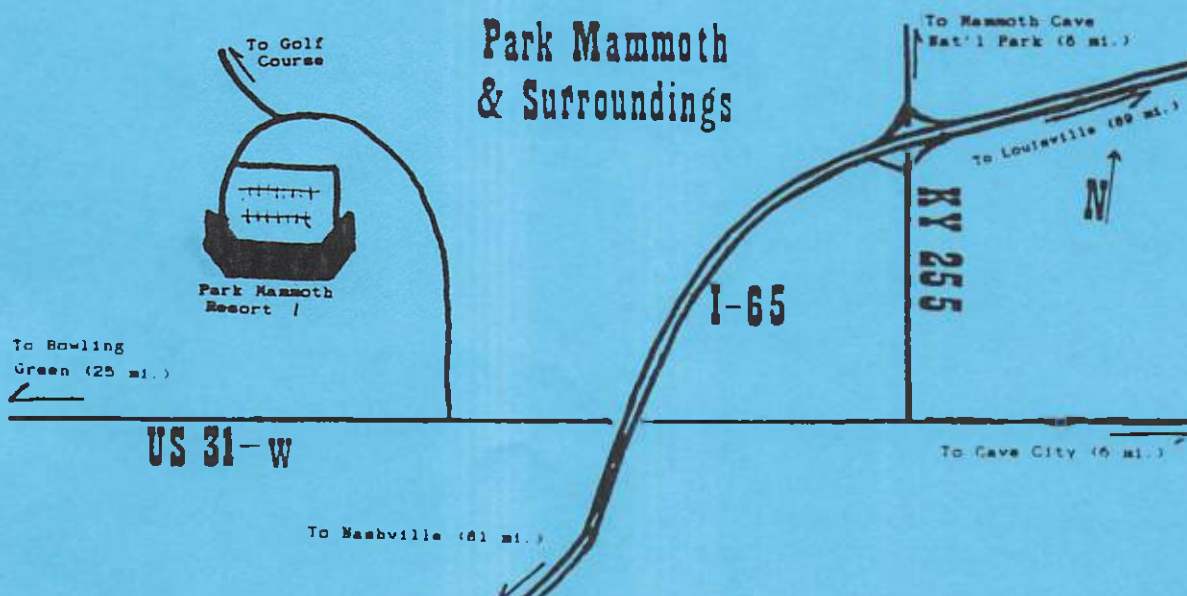 Park Mammoth
& Surroundings
To Golf
Course
To Mammoth Cave
Nat'l Park (6 mi.)
To Louisville (89 mi.)
N
KY 255
I-65
Park Mammoth
Resort
To Bowling
Green (25 mi.)
US 31-W
To Cave City (6 mi.)
To Nashville (81 mi.)